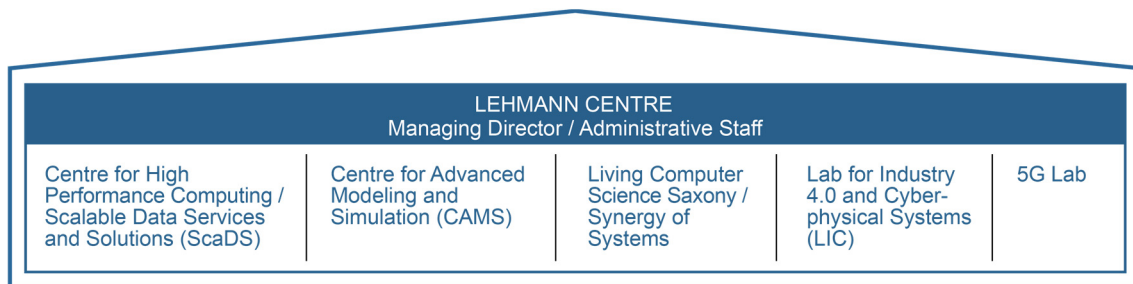 LEHMANN CENTRE
Managing Director / Administrative Staff
Centre for High
Performance Computing /
Scalable Data Services
and Solutions (ScaDS)
Centre for Advanced
Modeling and
Simulation (CAMS)
Living Computer
Science Saxony /
Synergy of
Systems
Lab for Industry
4.0 and Cyber-
physical Systems
(LIC)
5G Lab